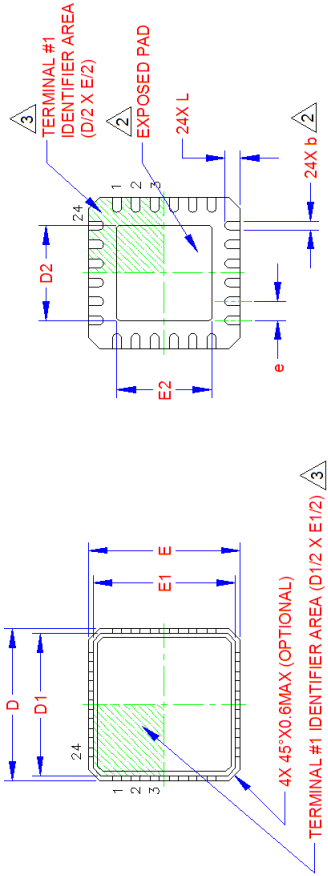 TERMINAL #1
IDENTIFIER AREA
(D/2 X E/2)
3
EXPOSED PAD
2
24X L
24X b
2
24
1
2
3
D2
E2
e
D
D1
E
E1
24
1
2
3
4X 45°X0.6MAX (OPTIONAL)
TERMINAL #1 IDENTIFIER AREA (D1/2 X E1/2)
3